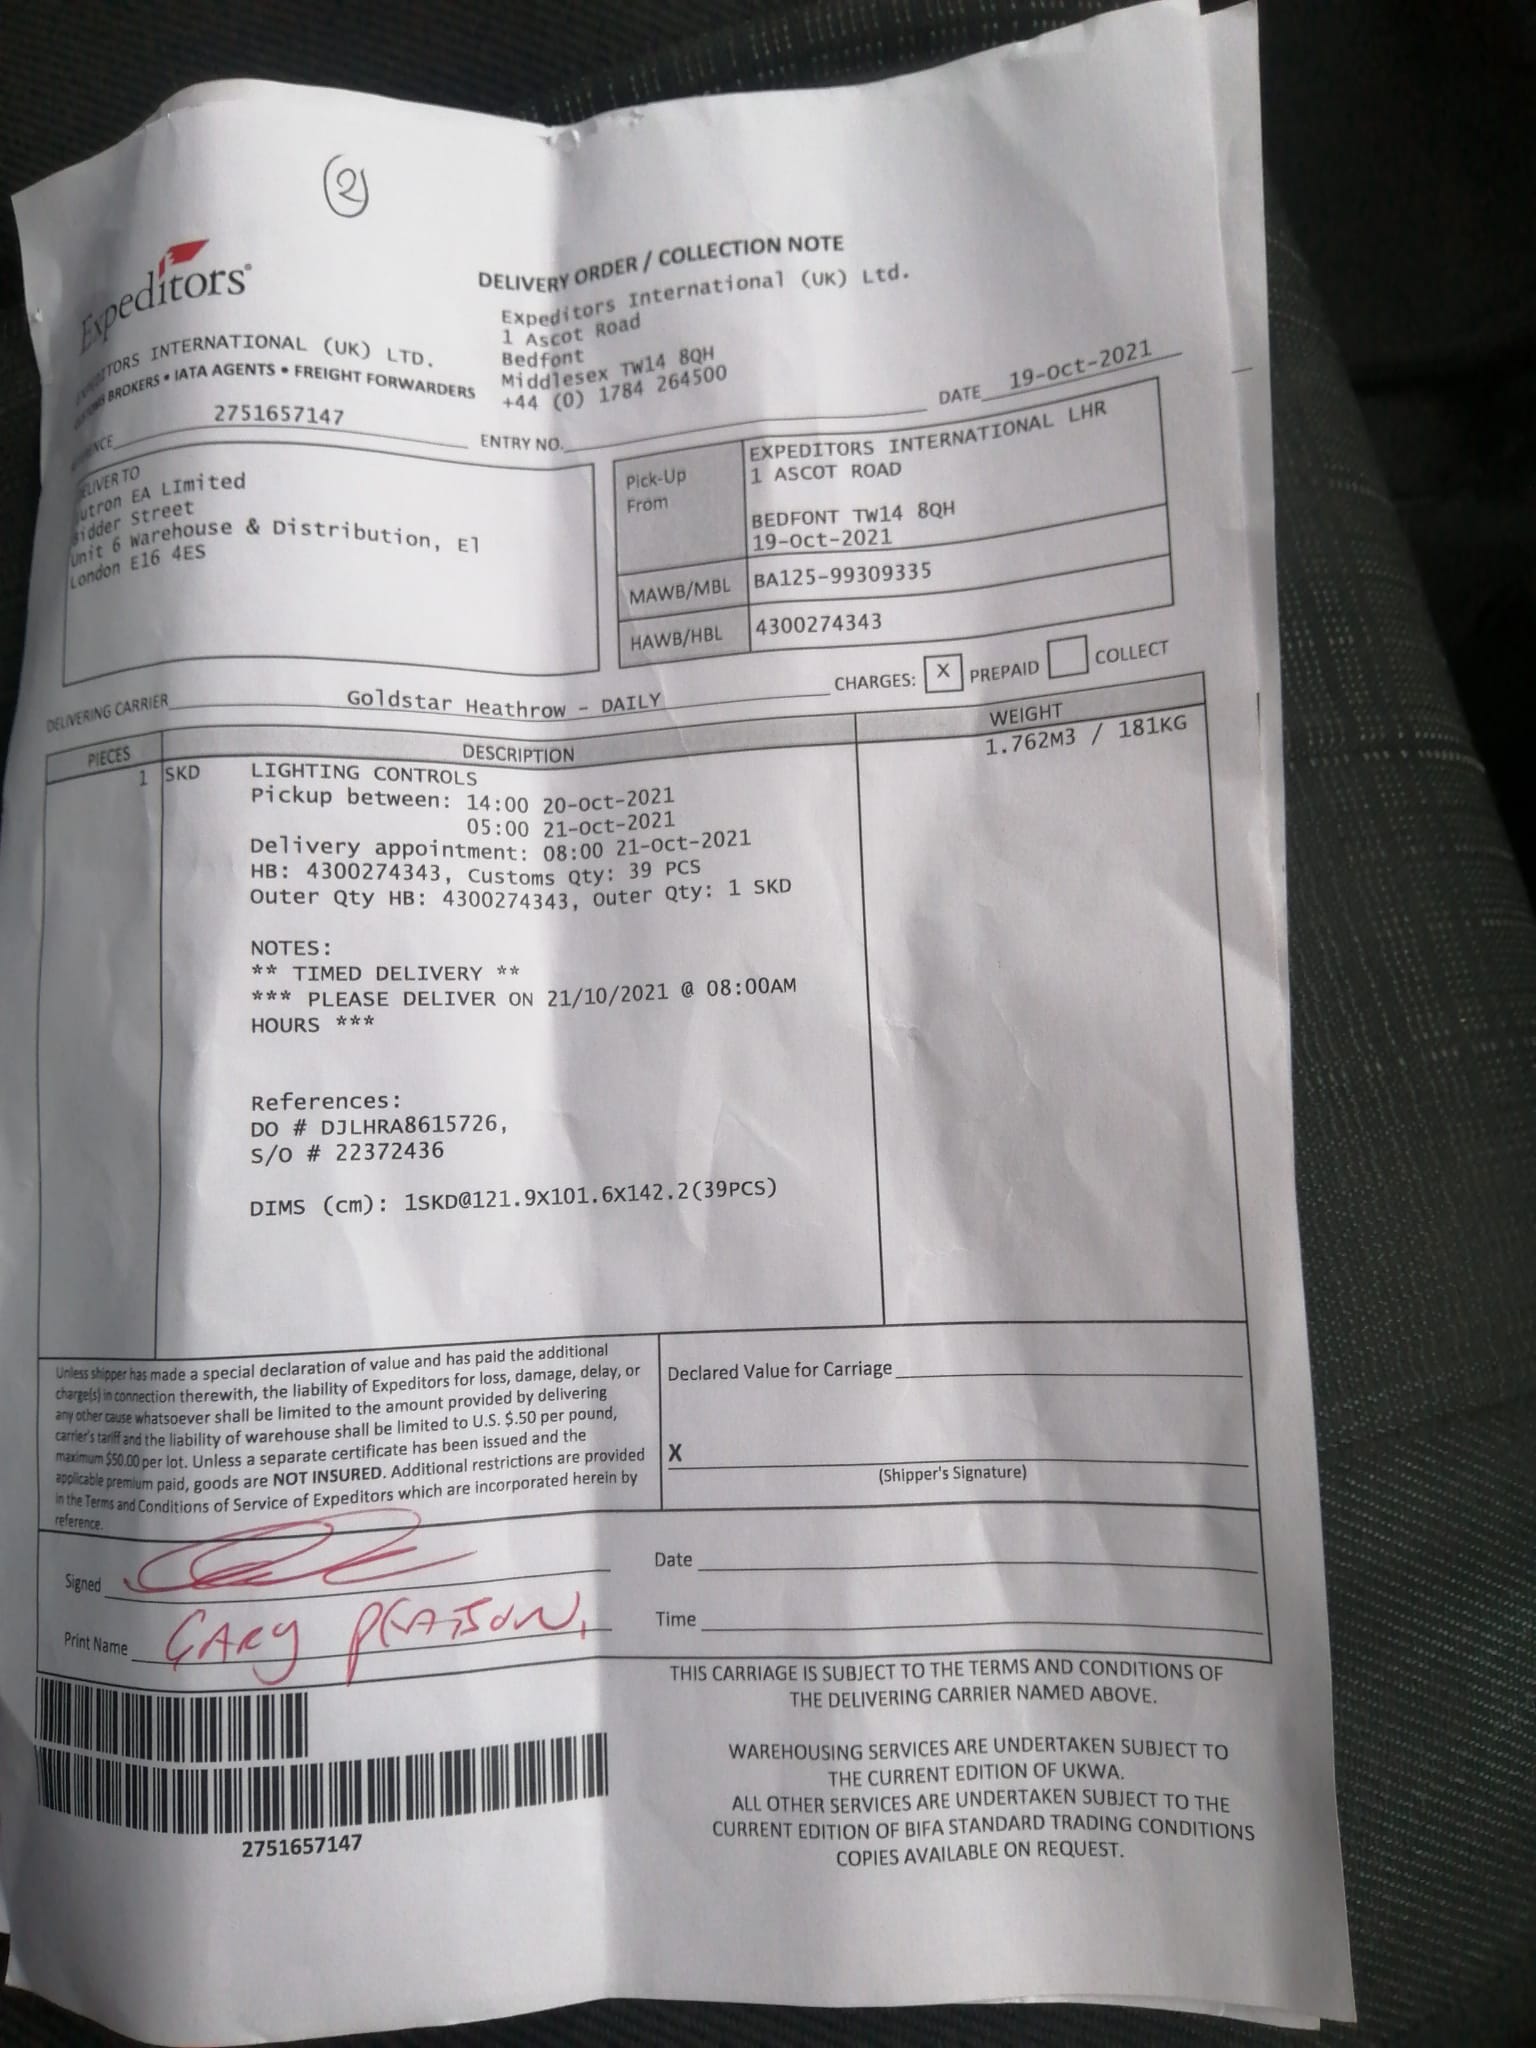 2
Expeditors®
EXPEDITORS INTERNATIONAL (UK) LTD.
CUSTOMS BROKERS • IATA AGENTS • FREIGHT FORWARDERS
DELIVERY ORDER / COLLECTION NOTE
Expeditors International (UK) Ltd.
1 Ascot Road
Bedfont
Middlesex TW14 8QH
+44 (0) 1784 264500
2751657147
ENTRY NO.
DATE 19-Oct-2021
DELIVER TO
Bidder Street
Unit 6 Warehouse & Distribution, El
London E16 4ES
Pick-Up
From
EXPEDITORS INTERNATIONAL LHR
1 ASCOT ROAD
BEDFONT TW14 8QH
19-Oct-2021
MAWB/MBL BA125-99309335
HAWB/HBL 4300274343
DELIVERING CARRIER Goldstar Heathrow - DAILY
CHARGES: X PREPAID COLLECT
PIECES DESCRIPTION WEIGHT
1 SKD LIGHTING CONTROLS 1.762M3 / 181KG
Pickup between: 14:00 20-Oct-2021
05:00 21-Oct-2021
Delivery appointment: 08:00 21-Oct-2021
HB: 4300274343, Customs Qty: 39 PCS
Outer Qty HB: 4300274343, Outer Qty: 1 SKD
NOTES:
** TIMED DELIVERY **
*** PLEASE DELIVER ON 21/10/2021 @ 08:00AM
HOURS ***
References:
DO # DJLHRA8615726,
S/O # 22372436
DIMS (cm): 1SKD@121.9X101.6X142.2(39PCS)
Unless shipper has made a special declaration of value and has paid the additional
charge(s) in connection therewith, the liability of Expeditors for loss, damage, delay, or
any other cause whatsoever shall be limited to the amount provided by delivering
carrier's tariff and the liability of warehouse shall be limited to U.S. $.50 per pound,
maximum $50.00 per lot. Unless a separate certificate has been issued and the
applicable premium paid, goods are NOT INSURED. Additional restrictions are provided
in the Terms and Conditions of Service of Expeditors which are incorporated herein by
reference.
Declared Value for Carriage
X
(Shipper's Signature)
Signed
Date
Print Name GARY PEATSON
Time
THIS CARRIAGE IS SUBJECT TO THE TERMS AND CONDITIONS OF
THE DELIVERING CARRIER NAMED ABOVE.
WAREHOUSING SERVICES ARE UNDERTAKEN SUBJECT TO
THE CURRENT EDITION OF UKWA.
ALL OTHER SERVICES ARE UNDERTAKEN SUBJECT TO THE
CURRENT EDITION OF BIFA STANDARD TRADING CONDITIONS
COPIES AVAILABLE ON REQUEST.
2751657147